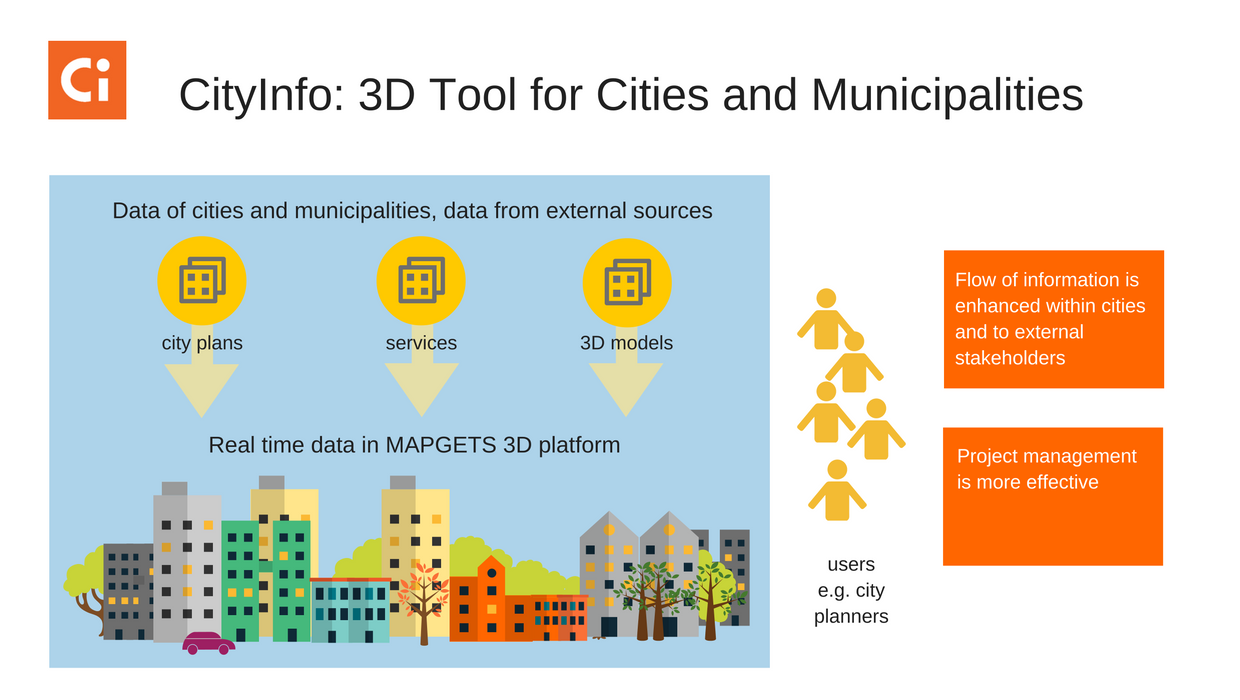 Ci
CityInfo: 3D Tool for Cities and Municipalities
Data of cities and municipalities, data from external sources
city plans
services
3D models
Real time data in MAPGETS 3D platform
users
e.g. city
planners
Flow of information is
enhanced within cities
and to external
stakeholders
Project management
is more effective